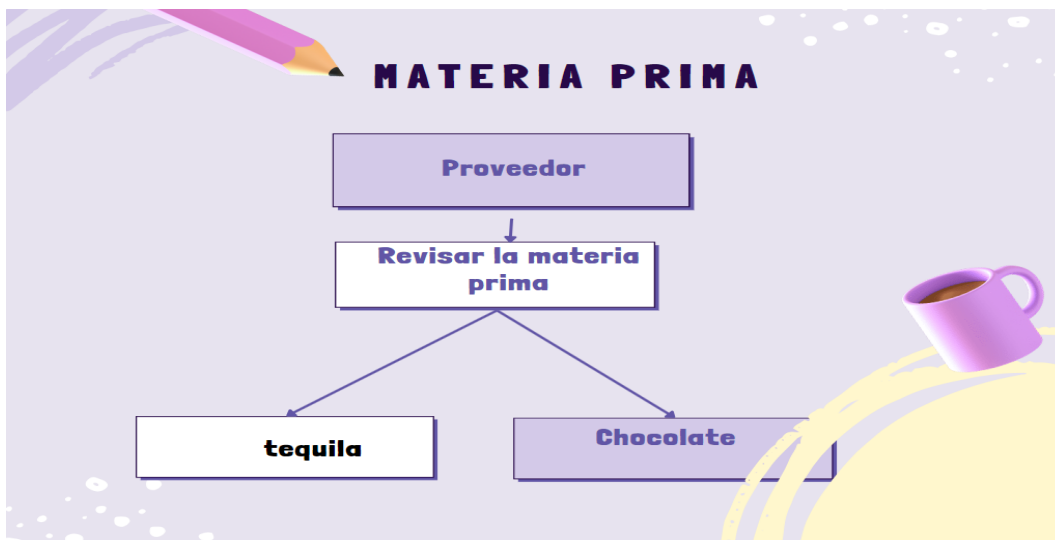 MATERIA PRIMA
Proveedor
Revisar la materia
prima
tequila
Chocolate